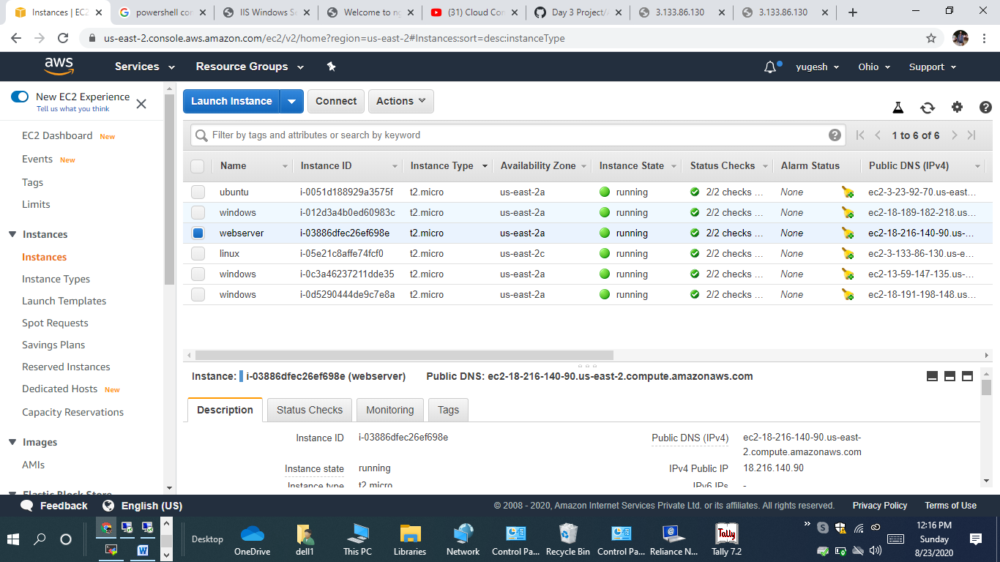 Instances | EC2
powershell cor
IIS Windows Se
Welcome to ng
(31) Cloud Con
Day 3 Project/
3.133.86.130
3.133.86.130
us-east-2.console.aws.amazon.com/ec2/v2/home?region=us-east-2#Instances:sort=desc:instanceType
aws Services Resource Groups yugesh Ohio Support
New EC2 Experience
Tell us what you think
EC2 Dashboard New
Events New
Tags
Limits
Instances
Instances
Instance Types
Launch Templates
Spot Requests
Savings Plans
Reserved Instances
Dedicated Hosts New
Capacity Reservations
Images
AMIs
Elastic Block Store
Launch Instance Connect Actions
Filter by tags and attributes or search by keyword 1 to 6 of 6
Name Instance ID Instance Type Availability Zone Instance State Status Checks Alarm Status Public DNS (IPv4)
ubuntu i-0051d188929a3575f t2.micro us-east-2a running 2/2 checks ... None ec2-3-23-92-70.us-east...
windows i-012d3a4b0ed60983c t2.micro us-east-2a running 2/2 checks ... None ec2-18-189-182-218.us...
webserver i-03886dfec26ef698e t2.micro us-east-2a running 2/2 checks ... None ec2-18-216-140-90.us-...
linux i-05e21c8affe74fcf0 t2.micro us-east-2c running 2/2 checks ... None ec2-3-133-86-130.us-e...
windows i-0c3a46237211dde35 t2.micro us-east-2a running 2/2 checks ... None ec2-13-59-147-135.us-...
windows i-0d5290444de9c7e8a t2.micro us-east-2a running 2/2 checks ... None ec2-18-191-198-148.us...
Instance: i-03886dfec26ef698e (webserver) Public DNS: ec2-18-216-140-90.us-east-2.compute.amazonaws.com
Description Status Checks Monitoring Tags
Instance ID i-03886dfec26ef698e
Public DNS (IPv4) ec2-18-216-140-90.us-east-
2.compute.amazonaws.com
Instance state running
IPv4 Public IP 18.216.140.90
Instance type t2.micro
IPv6 IPs -
Feedback English (US) © 2008 - 2020, Amazon Internet Services Private Ltd. or its affiliates. All rights reserved. Privacy Policy Terms of Use
Desktop
OneDrive
dell
This PC
Libraries
Network
Control Pa...
Recycle Bin
Control Pa...
Reliance N...
Tally
Tally 7.2
12:16 PM
Sunday
8/23/2020